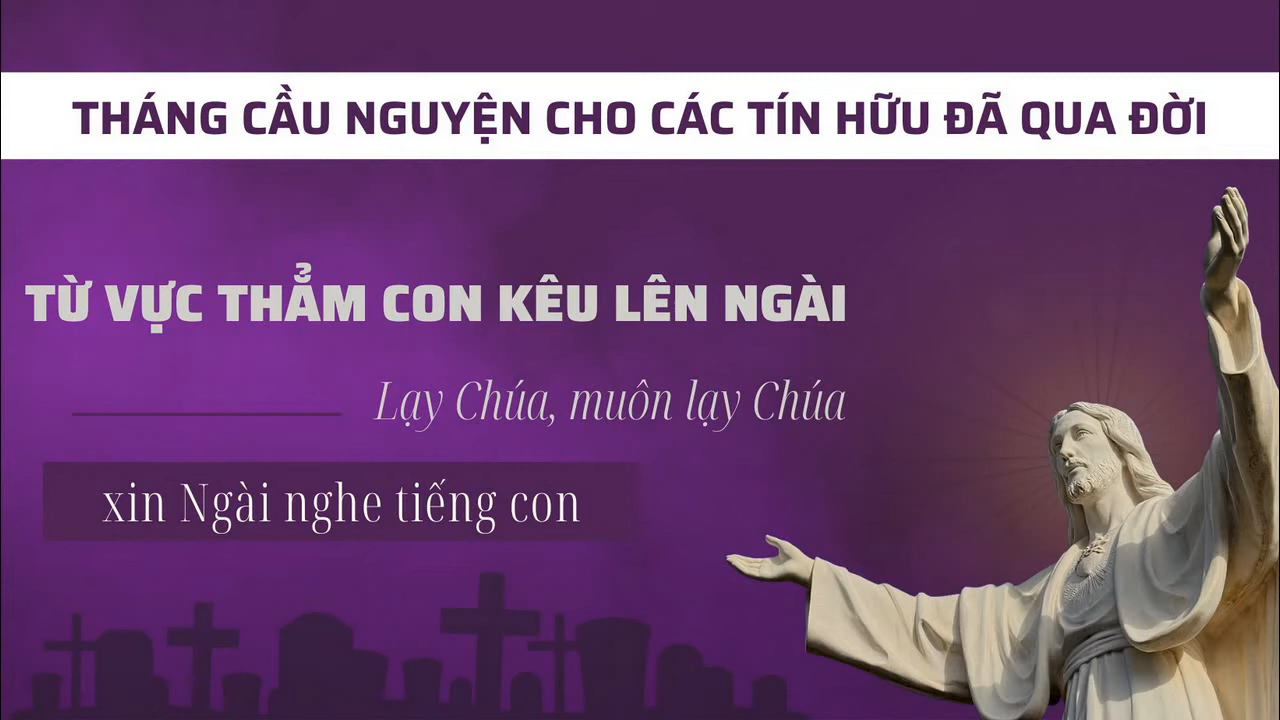 THÁNG CẦU NGUYỆN CHO CÁC TÍN HỮU ĐÃ QUA ĐỜI
TỪ VỰC THẲM CON KÊU LÊN NGÀI
Lạy Chúa, muôn lạy Chúa
xin Ngài nghe tiếng con